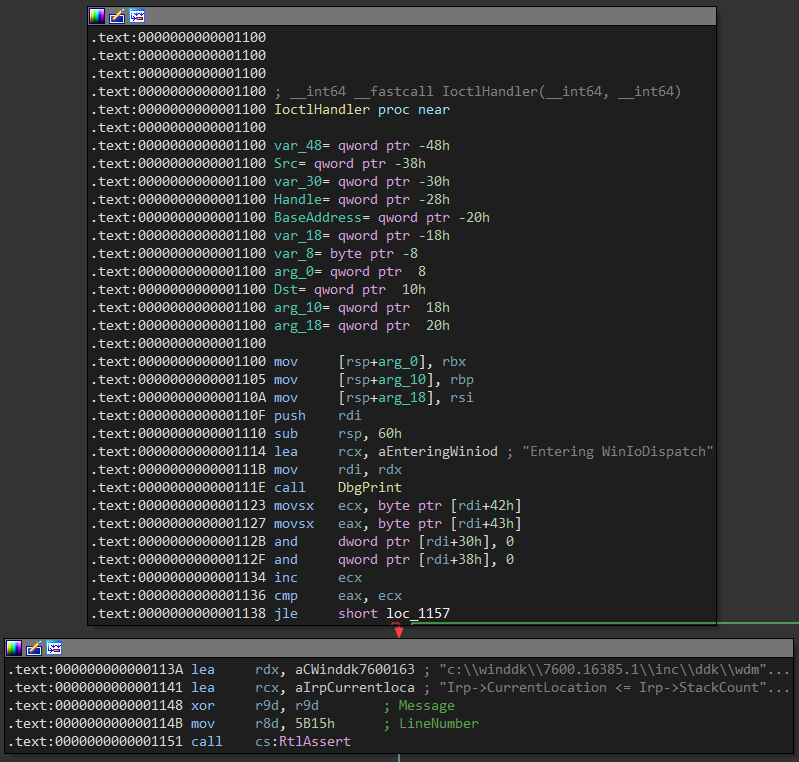 .text:0000000000001100
.text:0000000000001100
.text:0000000000001100
.text:0000000000001100 ; __int64 __fastcall IoctlHandler(__int64, __int64)
.text:0000000000001100 IoctlHandler proc near
.text:0000000000001100
.text:0000000000001100 var_48= qword ptr -48h
.text:0000000000001100 Src= qword ptr -38h
.text:0000000000001100 var_30= qword ptr -30h
.text:0000000000001100 Handle= qword ptr -28h
.text:0000000000001100 BaseAddress= qword ptr -20h
.text:0000000000001100 var_18= qword ptr -18h
.text:0000000000001100 var_8= byte ptr -8
.text:0000000000001100 arg_0= qword ptr  8
.text:0000000000001100 Dst= qword ptr  10h
.text:0000000000001100 arg_10= qword ptr  18h
.text:0000000000001100 arg_18= qword ptr  20h
.text:0000000000001100
.text:0000000000001100 mov     [rsp+arg_0], rbx
.text:0000000000001105 mov     [rsp+arg_10], rbp
.text:000000000000110A mov     [rsp+arg_18], rsi
.text:000000000000110F push    rdi
.text:0000000000001110 sub     rsp, 60h
.text:0000000000001114 lea     rcx, aEnteringWiniod ; "Entering WinIoDispatch"
.text:000000000000111B mov     rdi, rdx
.text:000000000000111E call    DbgPrint
.text:0000000000001123 movsx   ecx, byte ptr [rdi+42h]
.text:0000000000001127 movsx   eax, byte ptr [rdi+43h]
.text:000000000000112B and     dword ptr [rdi+30h], 0
.text:000000000000112F and     qword ptr [rdi+38h], 0
.text:0000000000001134 inc     ecx
.text:0000000000001136 cmp     eax, ecx
.text:0000000000001138 jle     short loc_1157
.text:000000000000113A lea     rdx, aCWinddk7600163 ; "c:\\winddk\\7600.16385.1\\inc\\ddk\\wdm"...
.text:0000000000001141 lea     rcx, aIrpCurrentloca ; "Irp->CurrentLocation <= Irp->StackCount"...
.text:0000000000001148 xor     r9d, r9d        ; Message
.text:000000000000114B mov     r8d, 5B15h      ; LineNumber
.text:0000000000001151 call    cs:RtlAssert